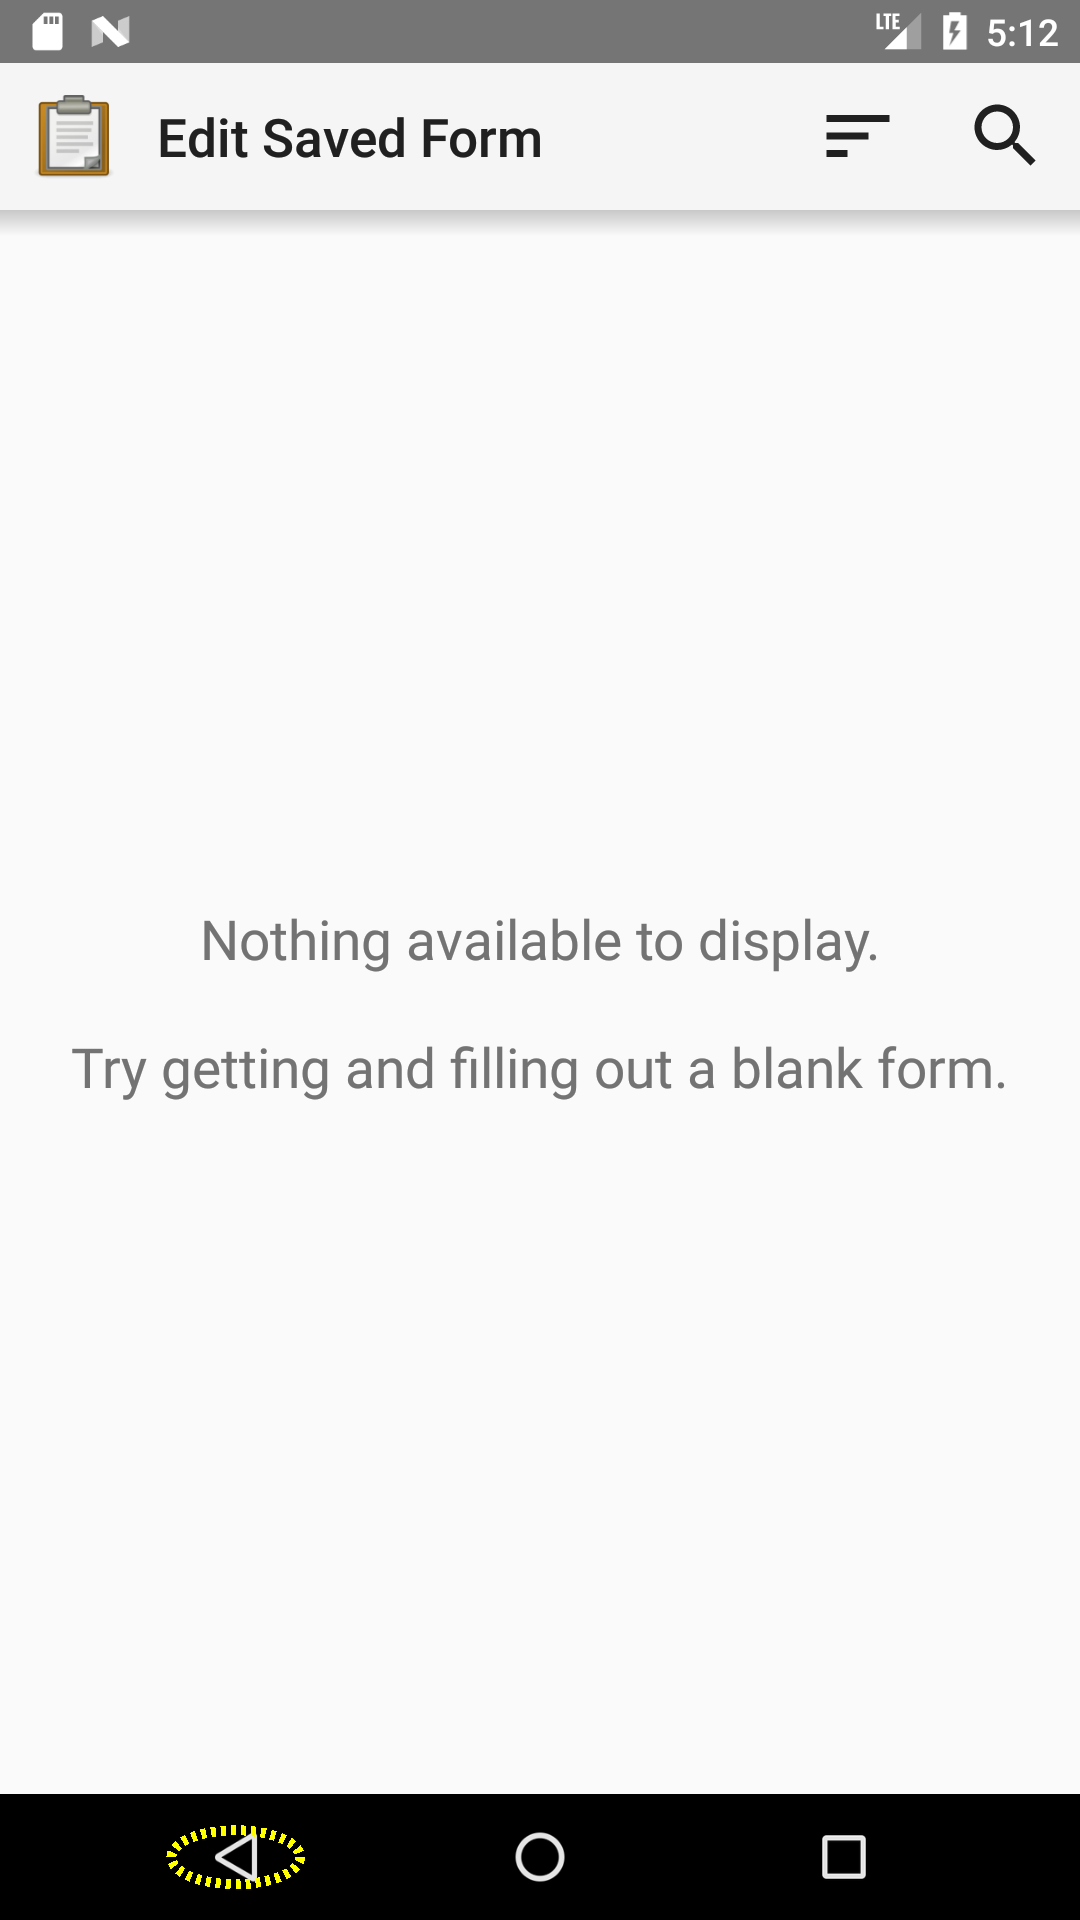 LTE 5:12
Edit Saved Form
Nothing available to display.
Try getting and filling out a blank form.